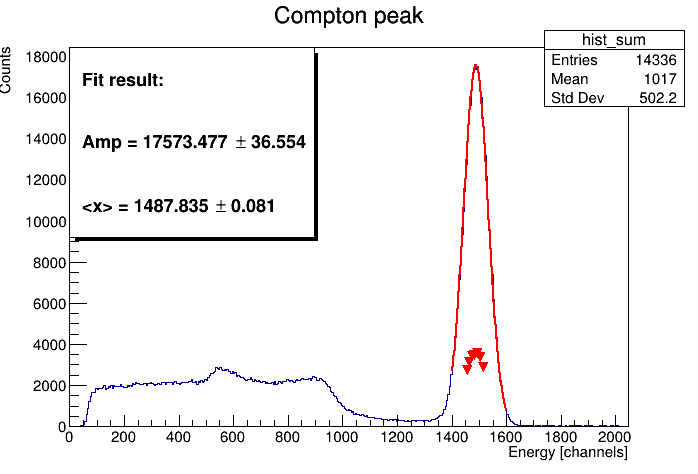 Compton peak
hist_sum
Entries 14336
Mean 1017
Std Dev 502.2
Counts
18000
16000
14000
12000
10000
8000
6000
4000
2000
0
Fit result:
Amp = 17573.477 ± 36.554
<x> = 1487.835 ± 0.081
0 200 400 600 800 1000 1200 1400 1600 1800 2000
Energy [channels]